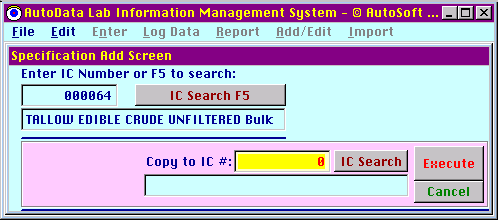 AutoData Lab Information Management System - © AutoSoft ...
File Edit Enter Log Data Report Add/Edit Import
Specification Add Screen
Enter IC Number or F5 to search:
000064 IC Search F5
TALLOW EDIBLE CRUDE UNFILTERED Bulk
Copy to IC #: 0 IC Search Execute
Cancel